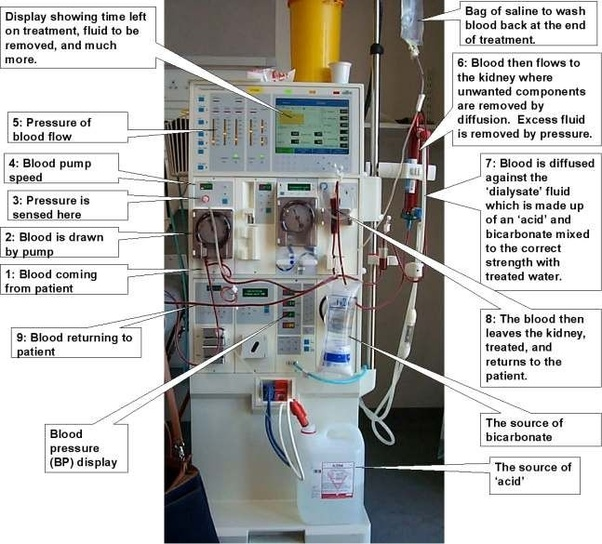 Display showing time left
on treatment, fluid to be
removed, and much
more.
5: Pressure of
blood flow
4: Blood pump
speed
3: Pressure is
sensed here
2: Blood is drawn
by pump
1: Blood coming
from patient
9: Blood returning to
patient
Blood
pressure
(BP) display
Bag of saline to wash
blood back at the end
of treatment.
6: Blood then flows to
the kidney where
unwanted components
are removed by
diffusion. Excess fluid
is removed by pressure.
7: Blood is diffused
against the
‘dialysate’ fluid
which is made up
of an ‘acid’ and
bicarbonate mixed
to the correct
strength with
treated water.
8: The blood then
leaves the kidney,
treated, and
returns to the
patient.
The source of
bicarbonate
The source of
‘acid’